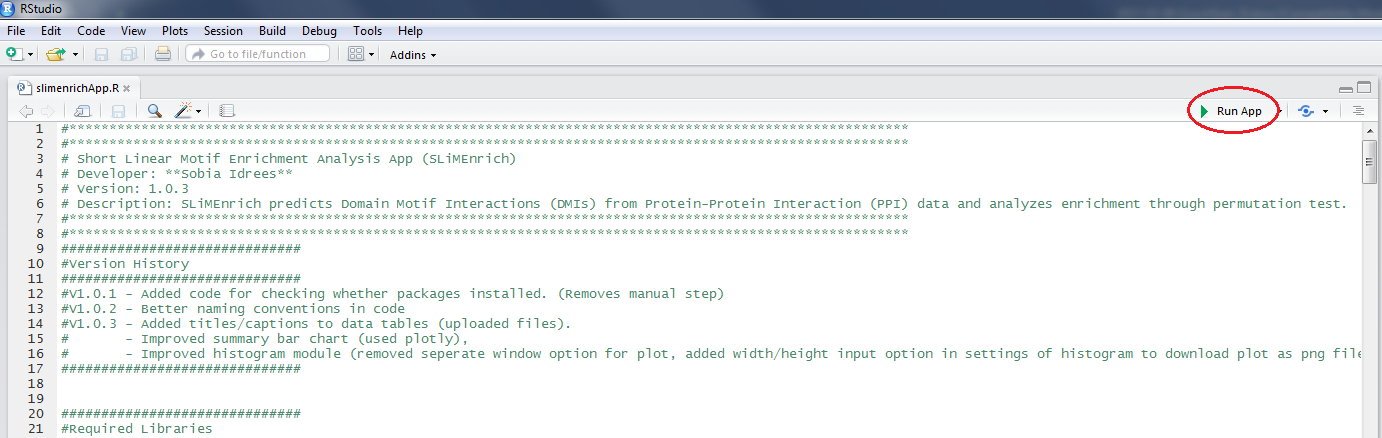 RStudio
File Edit Code View Plots Session Build Debug Tools Help
Go to file/function Addins
slimenrichApp.R
Run App
1 #*********************************************************************************************************
2 #*********************************************************************************************************
3 # Short Linear Motif Enrichment Analysis App (SLiMEnrich)
4 # Developer: **Sobia Idrees**
5 # Version: 1.0.3
6 # Description: SLiMEnrich predicts Domain Motif Interactions (DMIs) from Protein-Protein Interaction (PPI) data and analyzes enrichment through permutation test.
7 #*********************************************************************************************************
8 #*********************************************************************************************************
9 ##############################
10 #Version History
11 ##############################
12 #V1.0.1 - Added code for checking whether packages installed. (Removes manual step)
13 #V1.0.2 - Better naming conventions in code
14 #V1.0.3 - Added titles/captions to data tables (uploaded files).
15 #       - Improved summary bar chart (used plotly),
16 #       - Improved histogram module (removed seperate window option for plot, added width/height input option in settings of histogram to download plot as png file
17 ##############################
18
19
20 ##############################
21 #Required Libraries